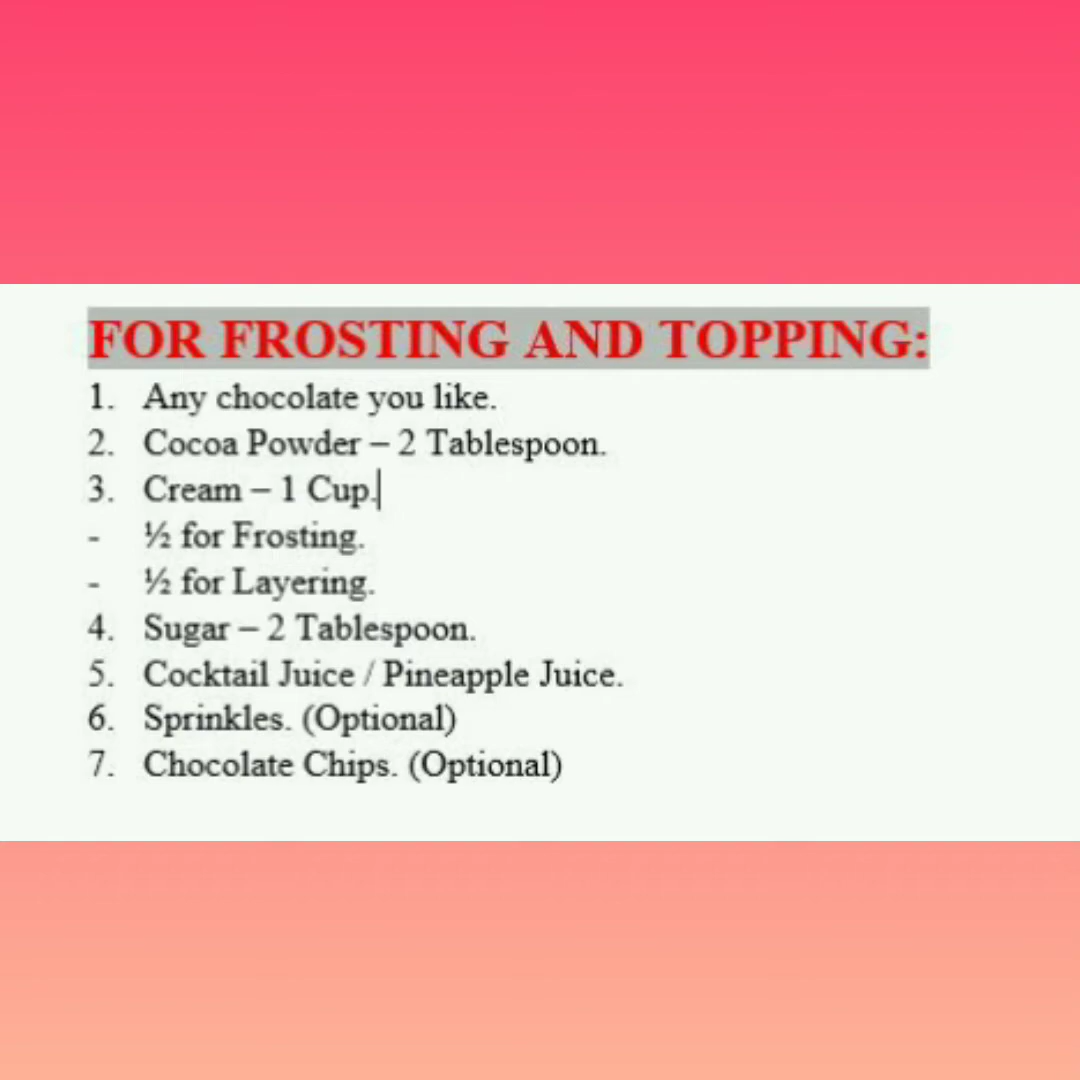 FOR FROSTING AND TOPPING:
1. Any chocolate you like.
2. Cocoa Powder – 2 Tablespoon.
3. Cream – 1 Cup.
- ½ for Frosting.
- ½ for Layering.
4. Sugar – 2 Tablespoon.
5. Cocktail Juice / Pineapple Juice.
6. Sprinkles. (Optional)
7. Chocolate Chips. (Optional)